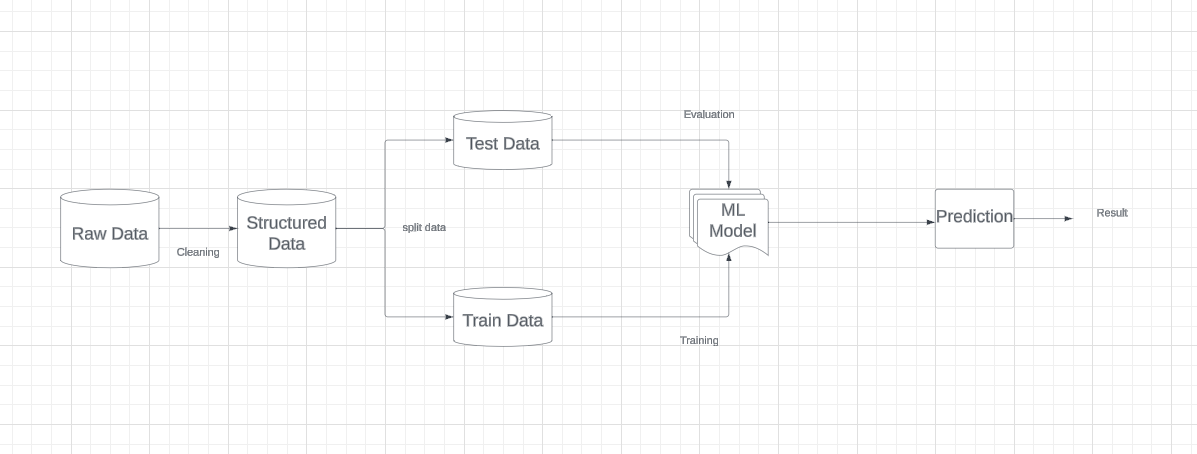 Raw Data
Cleaning
Structured
Data
split data
Test Data
Train Data
Evaluation
Training
ML
Model
Prediction
Result